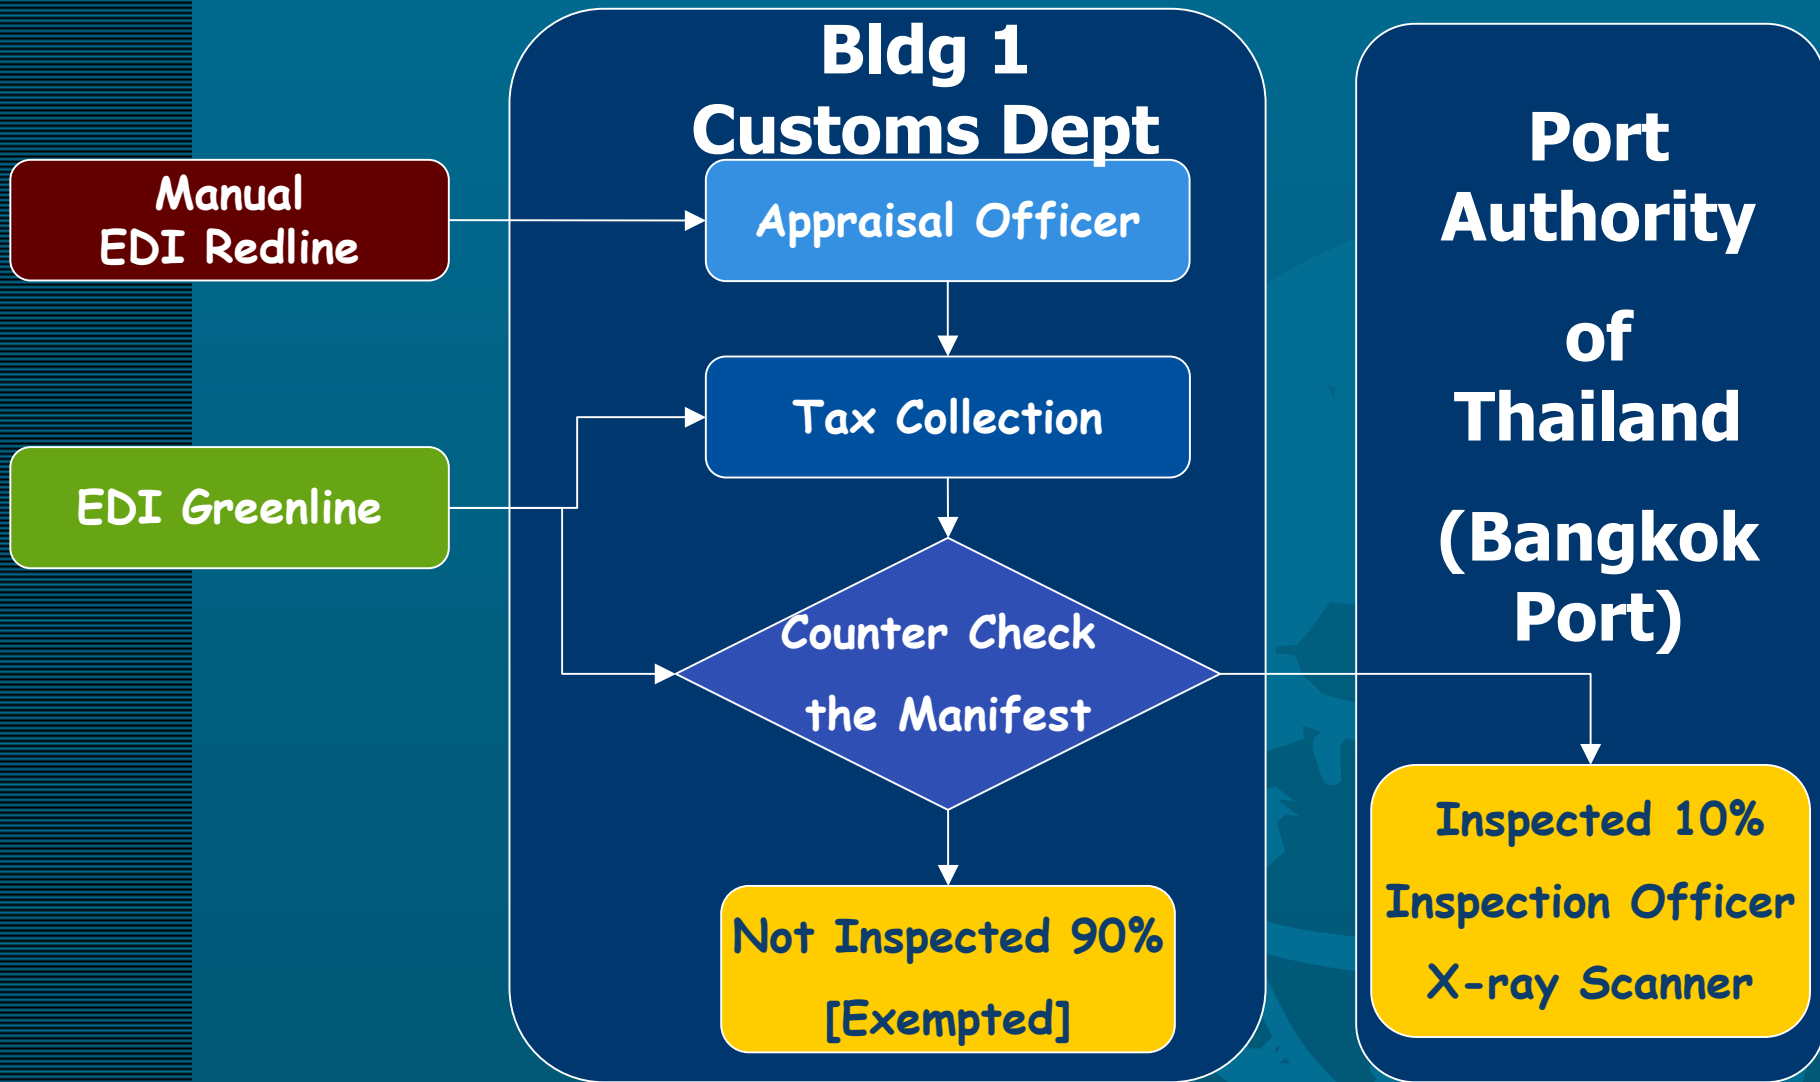 Bldg 1
Customs Dept
Manual
EDI Redline
Appraisal Officer
Tax Collection
EDI Greenline
Counter Check
the Manifest
Not Inspected 90%
[Exempted]
Port
Authority
of
Thailand
(Bangkok
Port)
Inspected 10%
Inspection Officer
X-ray Scanner